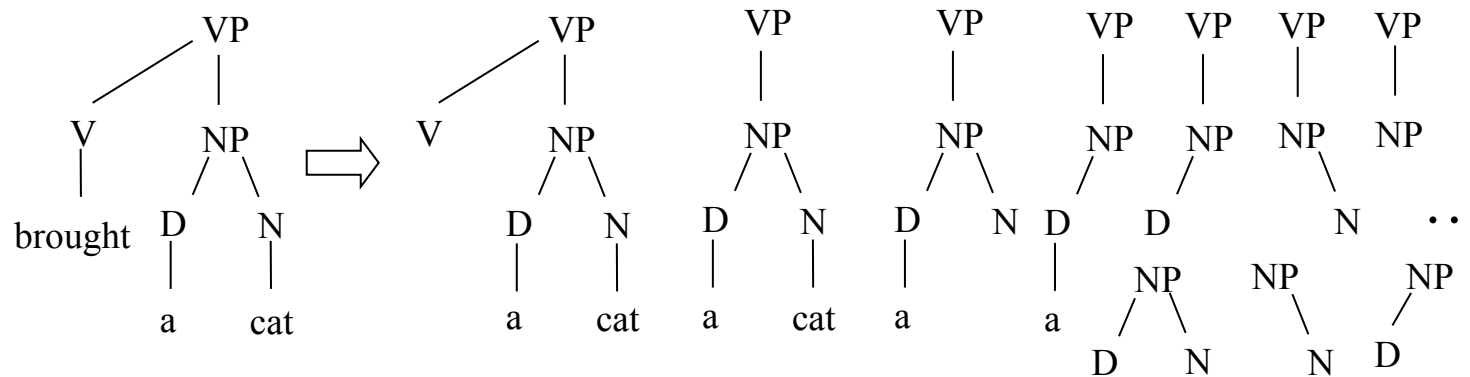 VP VP VP VP VP VP VP VP
V NP V NP NP NP NP NP NP NP
brought D N D N D N D N D D N ..
NP NP NP
a cat a cat a cat a a
D N N D